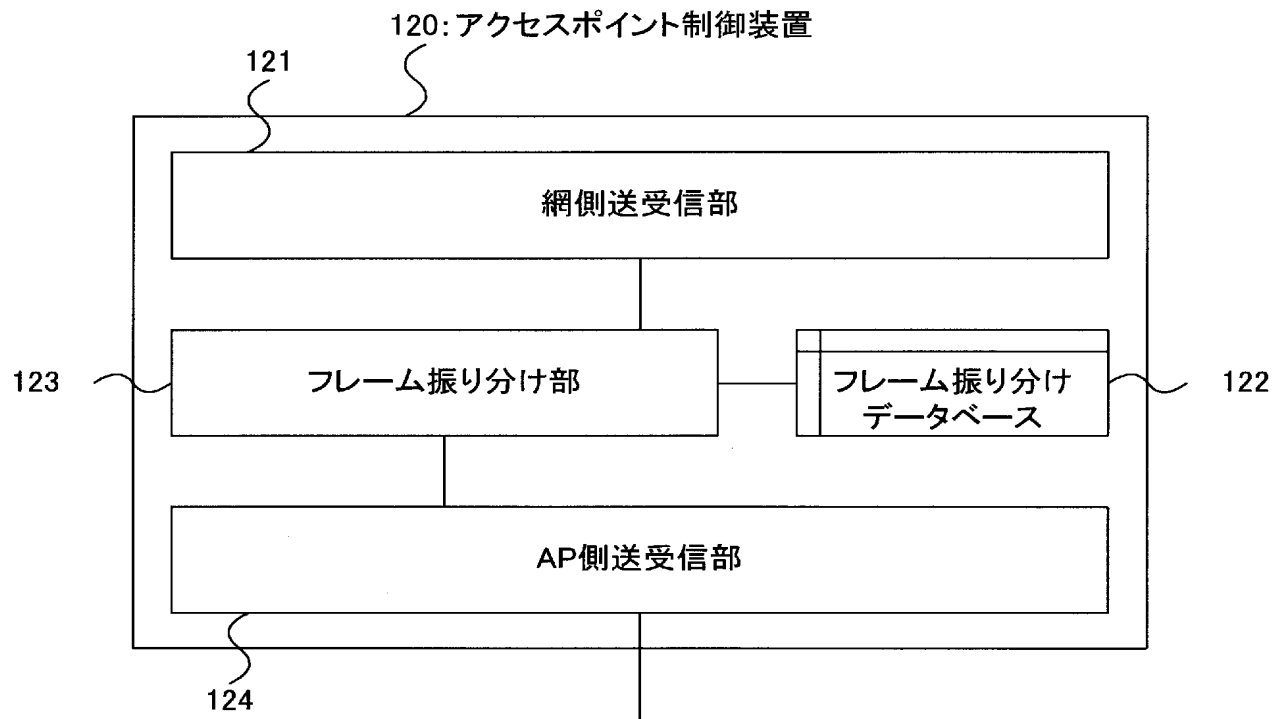 120:アクセスポイント制御装置
121
網側送受信部
123
フレーム振り分け部
フレーム振り分け
データベース
122
AP側送受信部
124